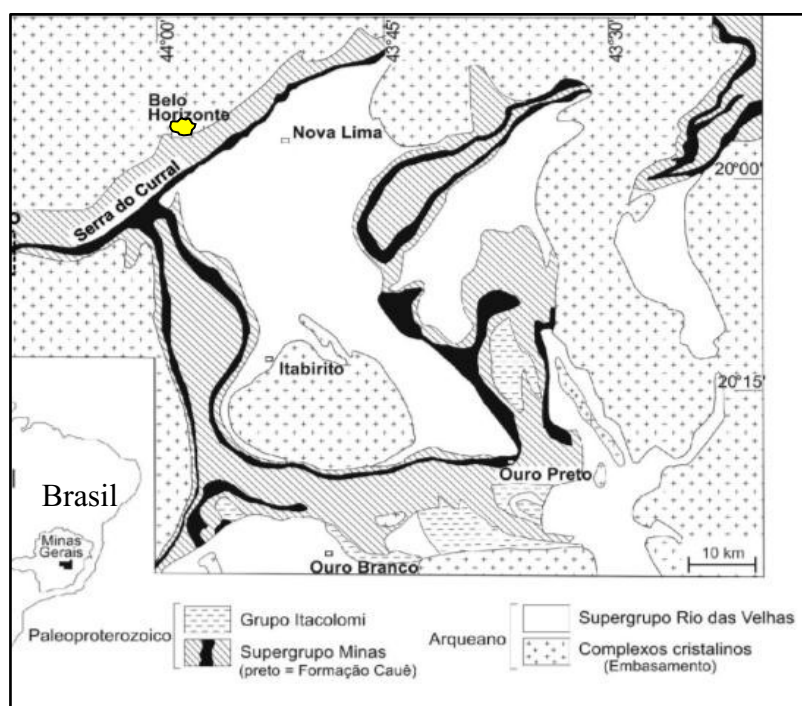 44°00'
43°45'
43°30'
Belo
Horizonte
Nova Lima
20°00'
Serra do Curral
Itabirito
20°15'
Ouro Preto
Brasil
Minas
Gerais
Ouro Branco
10 km
Paleoproterozoico
Grupo Itacolomi
Supergrupo Minas
(preto = Formação Cauê)
Arqueano
Supergrupo Rio das Velhas
Complexos cristalinos
(Embasamento)